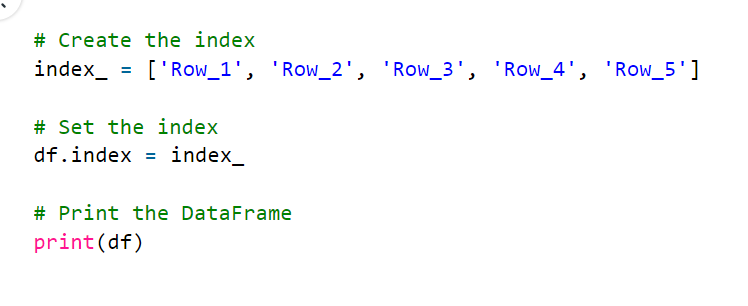 # Create the index
index_ = ['Row_1', 'Row_2', 'Row_3', 'Row_4', 'Row_5']
# Set the index
df.index = index_
# Print the DataFrame
print(df)